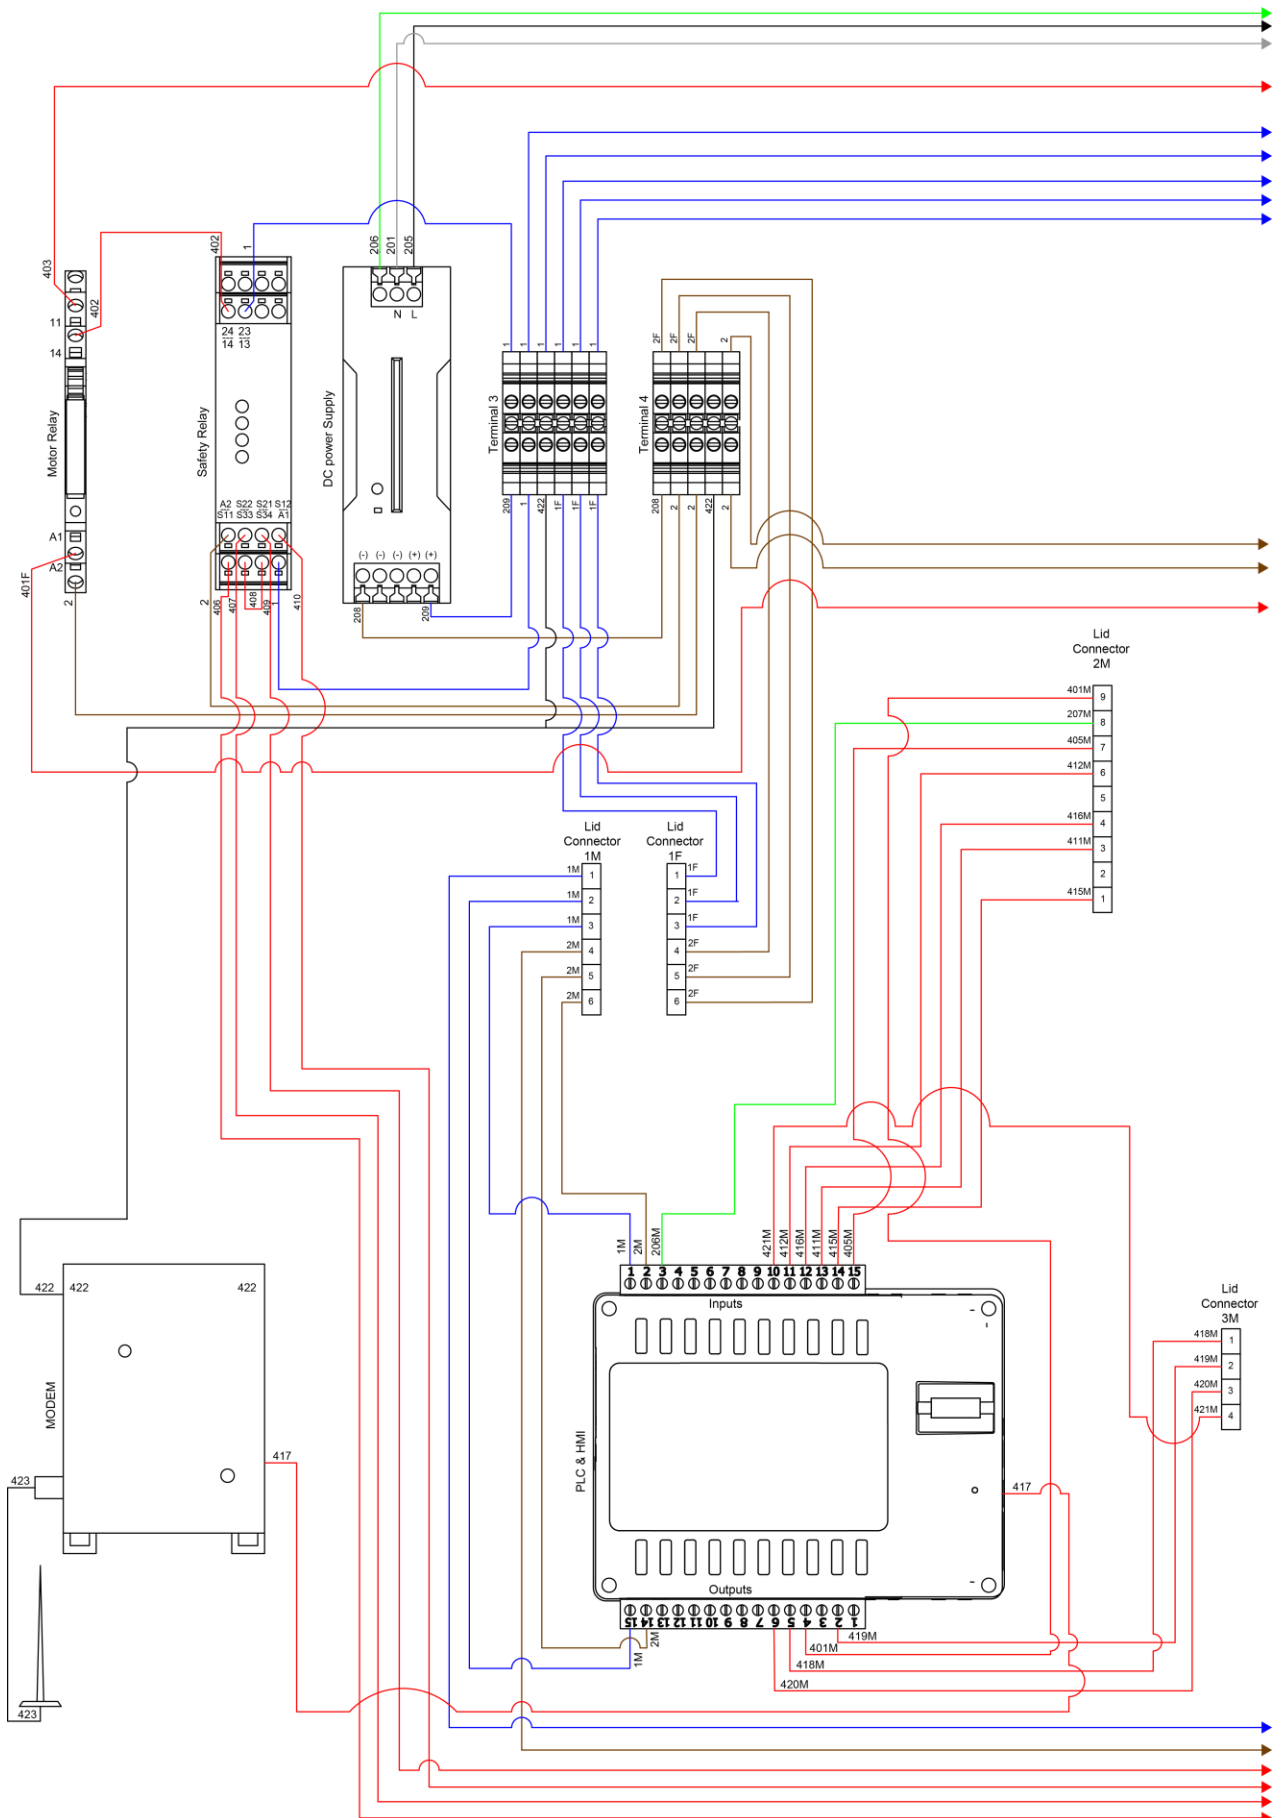 206
201
205
N L
403
402
11
14
Motor Relay
A1
A2
401F
2
402
1
24 23
14 13
Safety Relay
A2 S22 S21 S12
S11 S33 S34 A1
2
406
407
408
409
1
410
DC power Supply
(-) (-) (-) (+) (+)
208
209
1 1 1 1 1 1
Terminal 3
209 1 422 1F 1F 1F
2F 2F 2F 2
Terminal 4
208 2 2 422 2
Lid
Connector
2M
401M 9
207M 8
405M 7
412M 6
5
416M 4
411M 3
2
415M 1
Lid
Connector
1M
1M 1
1M 2
1M 3
2M 4
2M 5
2M 6
Lid
Connector
1F
1 1F
2 1F
3 1F
4 2F
5 2F
6 2F
1M
2M
206M
421M
412M
416M
411M
415M
405M
1 2 3 4 5 6 7 8 9 10 11 12 13 14 15
Inputs
PLC & HMI
417
Outputs
15 14 13 12 11 10 9 8 7 6 5 4 3 2 1
1M
2M
419M
401M
418M
420M
Lid
Connector
3M
418M 1
419M 2
420M 3
421M 4
422 422 422
MODEM
417
423
423